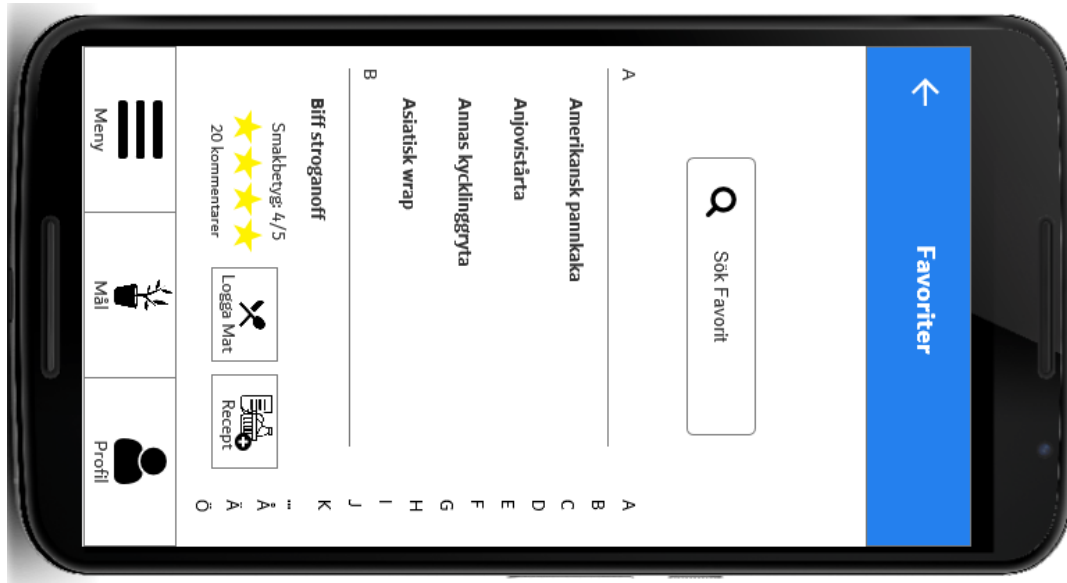 Favoriter
Sök Favorit
A
Amerikansk pannkaka
Anjovistårta
Annas kycklinggryta
Asiatisk wrap
B
Biff stroganoff
Smakbetyg: 4/5
20 kommentarer
Logga Mat
Recept
A
B
C
D
E
F
G
H
I
J
K
...
Å
Ä
Ö
Meny
Mål
Profil